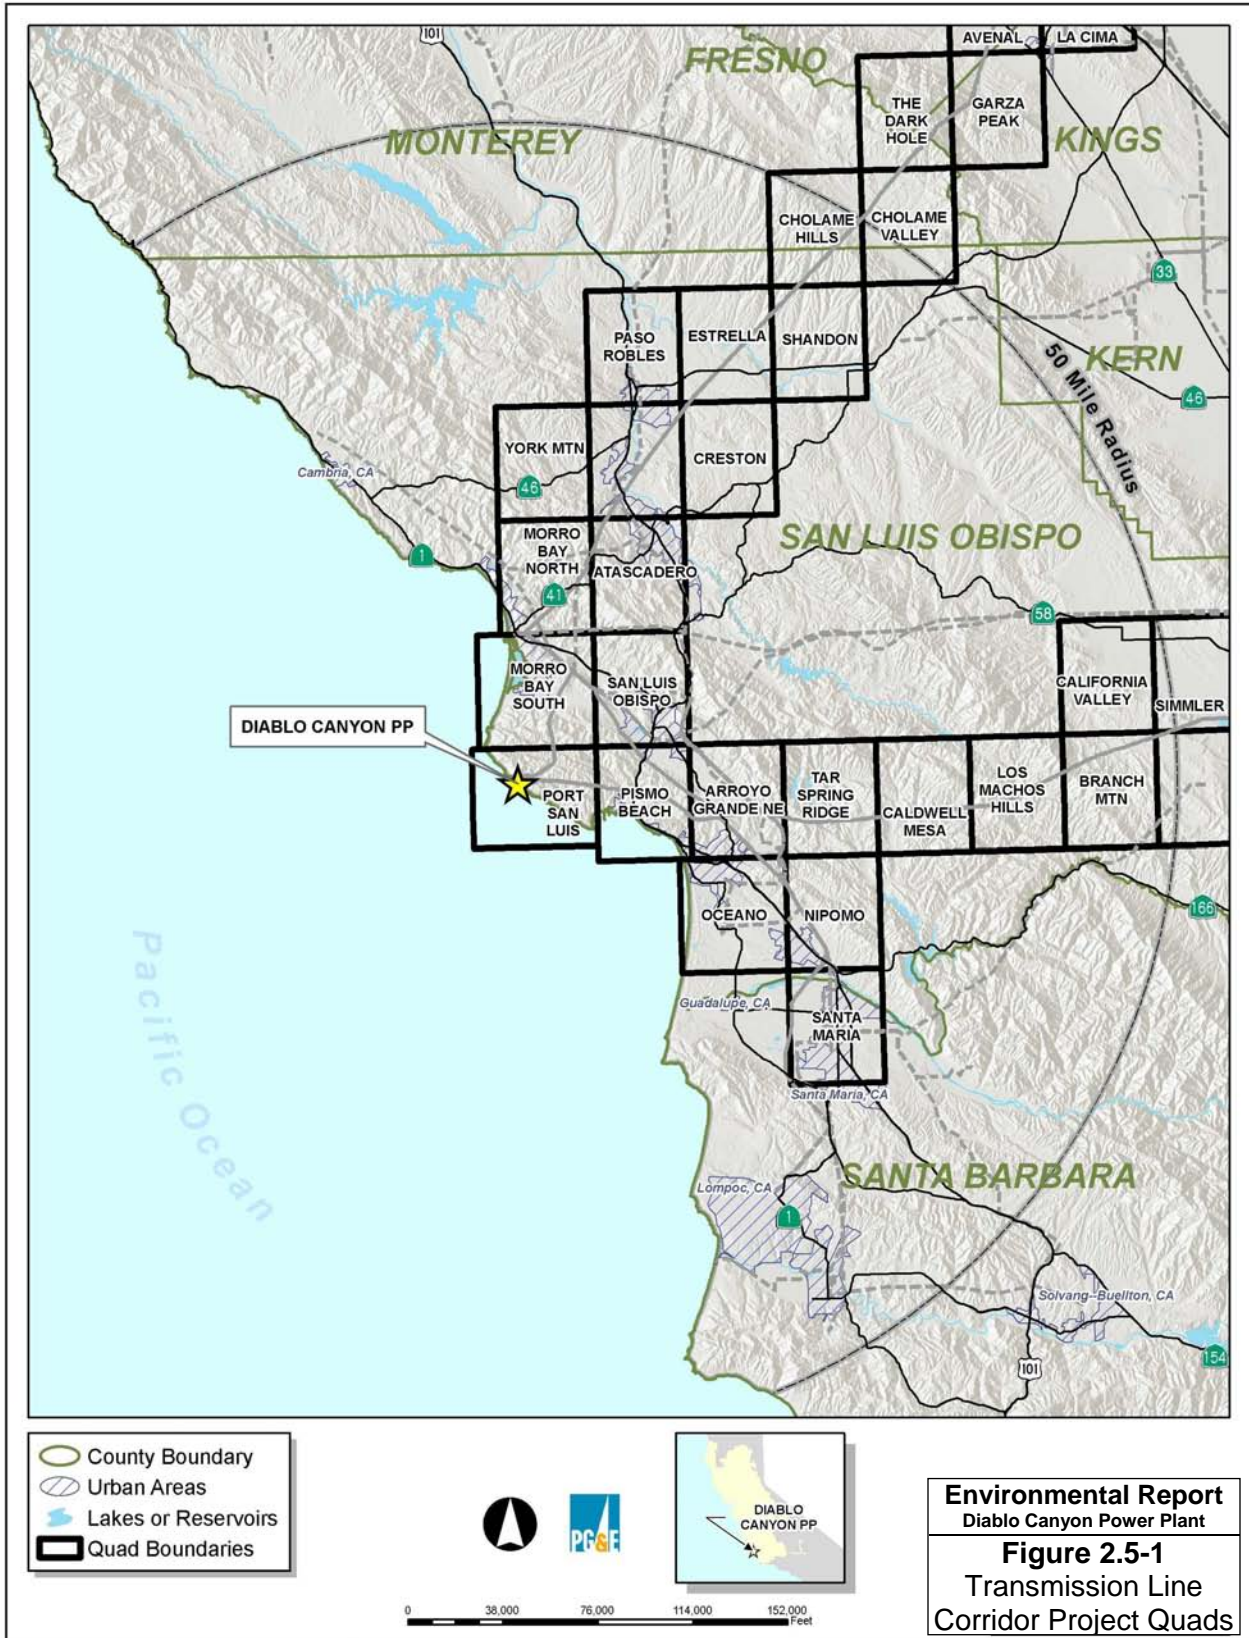 101
AVENAL
LA CIMA
FRESNO
THE
DARK
HOLE
GARZA
PEAK
MONTEREY
KINGS
CHOLAME
HILLS
CHOLAME
VALLEY
33
PASO
ROBLES
ESTRELLA
SHANDON
50 Mile Radius
KERN
46
YORK MTN
CRESTON
Cambria, CA
46
SAN LUIS OBISPO
MORRO
BAY
NORTH
1
ATASCADERO
41
58
MORRO
BAY
SOUTH
SAN LUIS
OBISPO
CALIFORNIA
VALLEY
SIMMLER
DIABLO CANYON PP
PORT
SAN
LUIS
PISMO
BEACH
ARROYO
GRANDE NE
TAR
SPRING
RIDGE
CALDWELL
MESA
LOS
MACHOS
HILLS
BRANCH
MTN
166
OCEANO
NIPOMO
Pacific Ocean
Guadalupe, CA
SANTA
MARIA
Santa Maria, CA
SANTA BARBARA
Lompoc, CA
1
Solvang--Buellton, CA
154
101
County Boundary
Urban Areas
Lakes or Reservoirs
Quad Boundaries
PG&E
DIABLO
CANYON PP
0 38,000 76,000 114,000 152,000
Feet
Environmental Report
Diablo Canyon Power Plant
Figure 2.5-1
Transmission Line
Corridor Project Quads